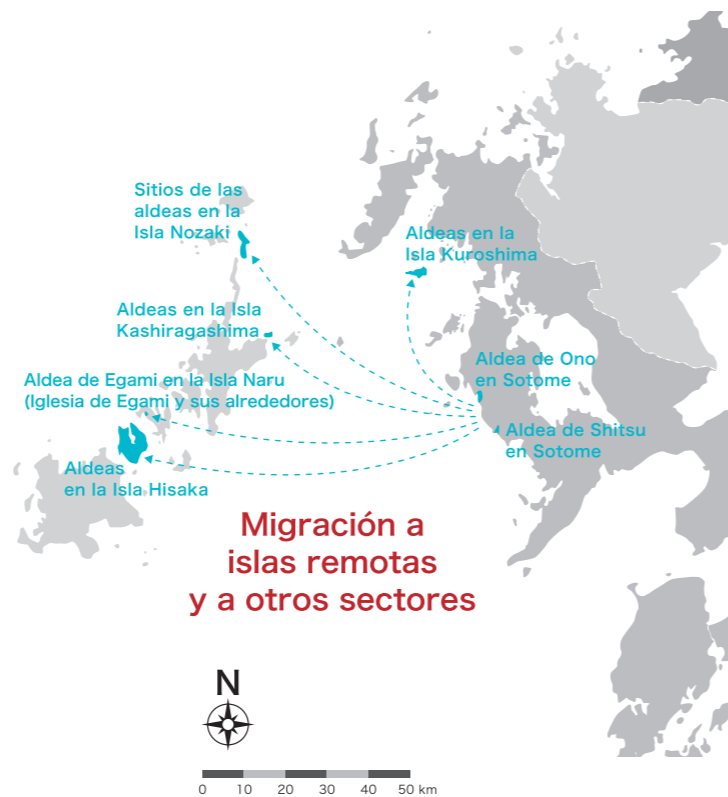 Sitios de las
aldeas en la
Isla Nozaki
Aldeas en la
Isla Kuroshima
Aldeas en la Isla
Kashiragashima
Aldea de Ono
en Sotome
Aldea de Egami en la Isla Naru
(Iglesia de Egami y sus alrededores)
Aldea de Shitsu
en Sotome
Aldeas
en la Isla Hisaka
Migración a
islas remotas
y a otros sectores
N
0 10 20 30 40 50 km